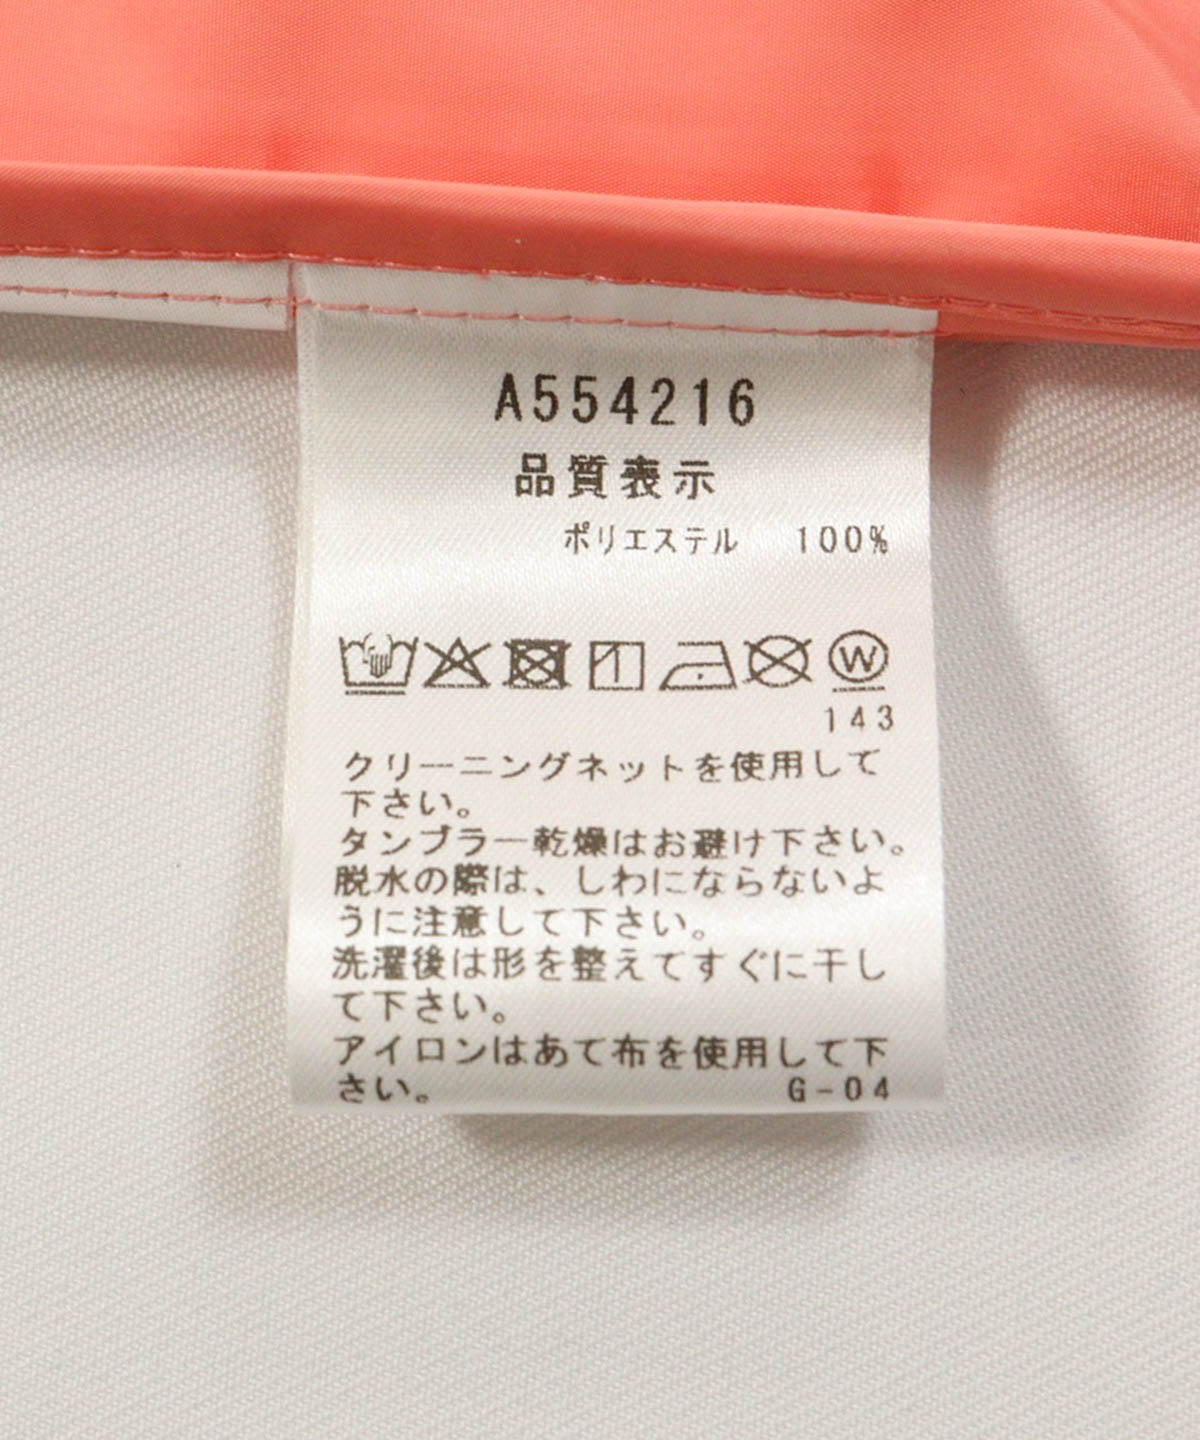 A554216
品質表示
ポリエステル 100%
W
143
クリーニングネットを使用して
下さい。
タンブラー乾燥はお避け下さい。
脱水の際は、しわにならないよ
うに注意して下さい。
洗濯後は形を整えてすぐに干し
て下さい。
アイロンはあて布を使用して下
さい。 G-04